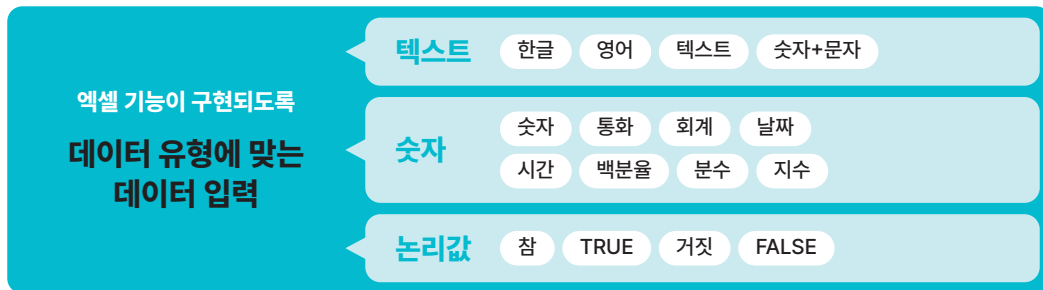 엑셀 기능이 구현되도록
데이터 유형에 맞는
데이터 입력
텍스트 한글 영어 텍스트 숫자+문자
숫자 숫자 통화 회계 날짜
시간 백분율 분수 지수
논리값 참 TRUE 거짓 FALSE